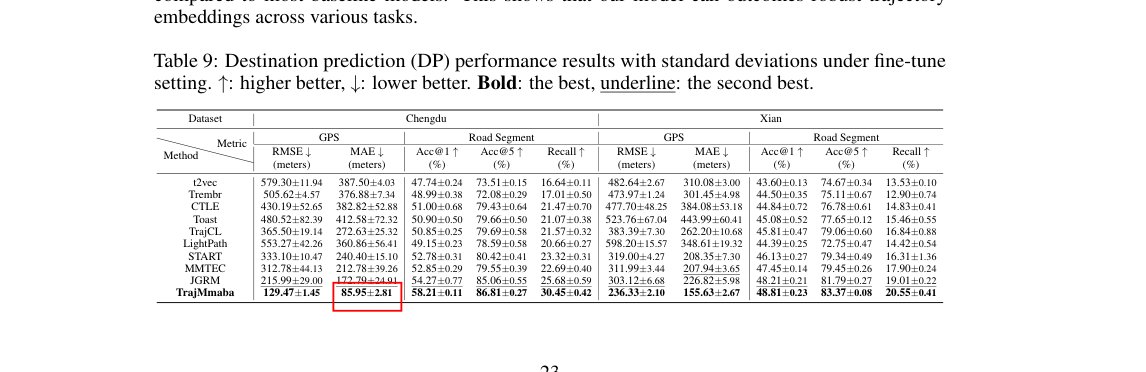 embeddings across various tasks.
Table 9: Destination prediction (DP) performance results with standard deviations under fine-tune
setting. ↑: higher better, ↓: lower better. Bold: the best, underline: the second best.
Dataset Chengdu Xian
Metric GPS Road Segment GPS Road Segment
Method RMSE ↓ MAE ↓ Acc@1 ↑ Acc@5 ↑ Recall ↑ RMSE ↓ MAE ↓ Acc@1 ↑ Acc@5 ↑ Recall ↑
(meters) (meters) (%) (%) (%) (meters) (meters) (%) (%) (%)
t2vec 579.30±11.94 387.50±4.03 47.74±0.24 73.51±0.15 16.64±0.11 482.64±2.67 310.08±3.00 43.60±0.13 74.67±0.34 13.53±0.10
Trembr 505.62±4.57 376.88±7.34 48.99±0.38 72.08±0.29 17.01±0.50 473.97±1.24 301.45±4.98 44.50±0.35 75.11±0.67 12.90±0.74
CTLE 430.19±52.65 382.82±52.88 51.00±0.68 79.43±0.64 21.47±0.70 477.70±48.25 384.08±53.18 44.84±0.72 76.78±0.61 14.83±0.41
Toast 480.52±82.39 412.58±72.32 50.90±0.50 79.66±0.50 21.07±0.38 523.76±67.04 443.99±60.41 45.08±0.52 77.65±0.12 15.46±0.55
TrajCL 365.50±19.14 272.63±25.32 50.85±0.25 79.69±0.58 21.57±0.32 383.39±7.30 262.20±10.68 45.81±0.47 79.06±0.60 16.84±0.88
LightPath 553.27±42.26 360.86±56.41 49.15±0.23 78.59±0.58 20.66±0.27 598.20±15.57 348.61±19.32 44.39±0.25 72.75±0.47 14.42±0.54
START 333.10±10.47 240.40±15.10 52.78±0.31 80.42±0.41 23.32±0.31 319.00±4.27 208.35±7.30 46.13±0.27 79.34±0.49 16.31±1.36
MMTEC 312.78±44.13 212.78±39.26 52.85±0.29 79.55±0.39 22.69±0.40 311.99±3.44 207.94±3.65 47.45±0.14 79.45±0.26 17.90±0.24
JGRM 215.99±29.00 172.79±24.91 54.27±0.77 85.06±0.55 25.68±0.59 303.12±6.68 226.82±5.98 48.21±0.21 81.79±0.27 19.01±0.22
TrajMmaba 129.47±1.45 85.95±2.81 58.21±0.11 86.81±0.27 30.45±0.42 236.33±2.10 155.63±2.67 48.81±0.23 83.37±0.08 20.55±0.41